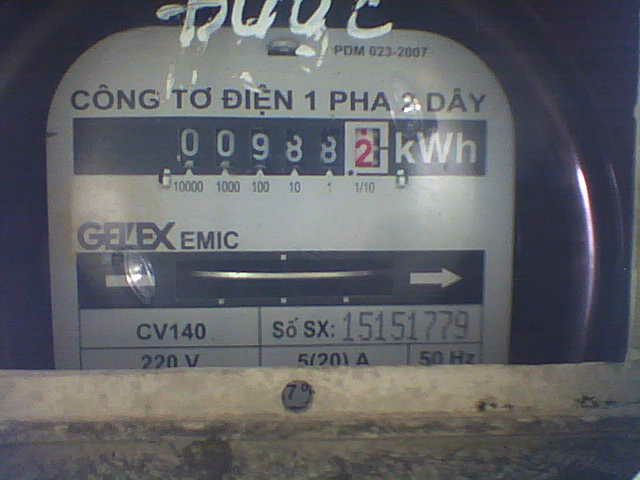 Được
PDM 023-2007
CÔNG TƠ ĐIỆN 1 PHA 2 DÂY
0 0 9 8 8 2 kWh
10000 1000 100 10 1 1/10
GELEX EMIC
CV140 Số SX: 15151779
220 V 5(20) A 50 Hz